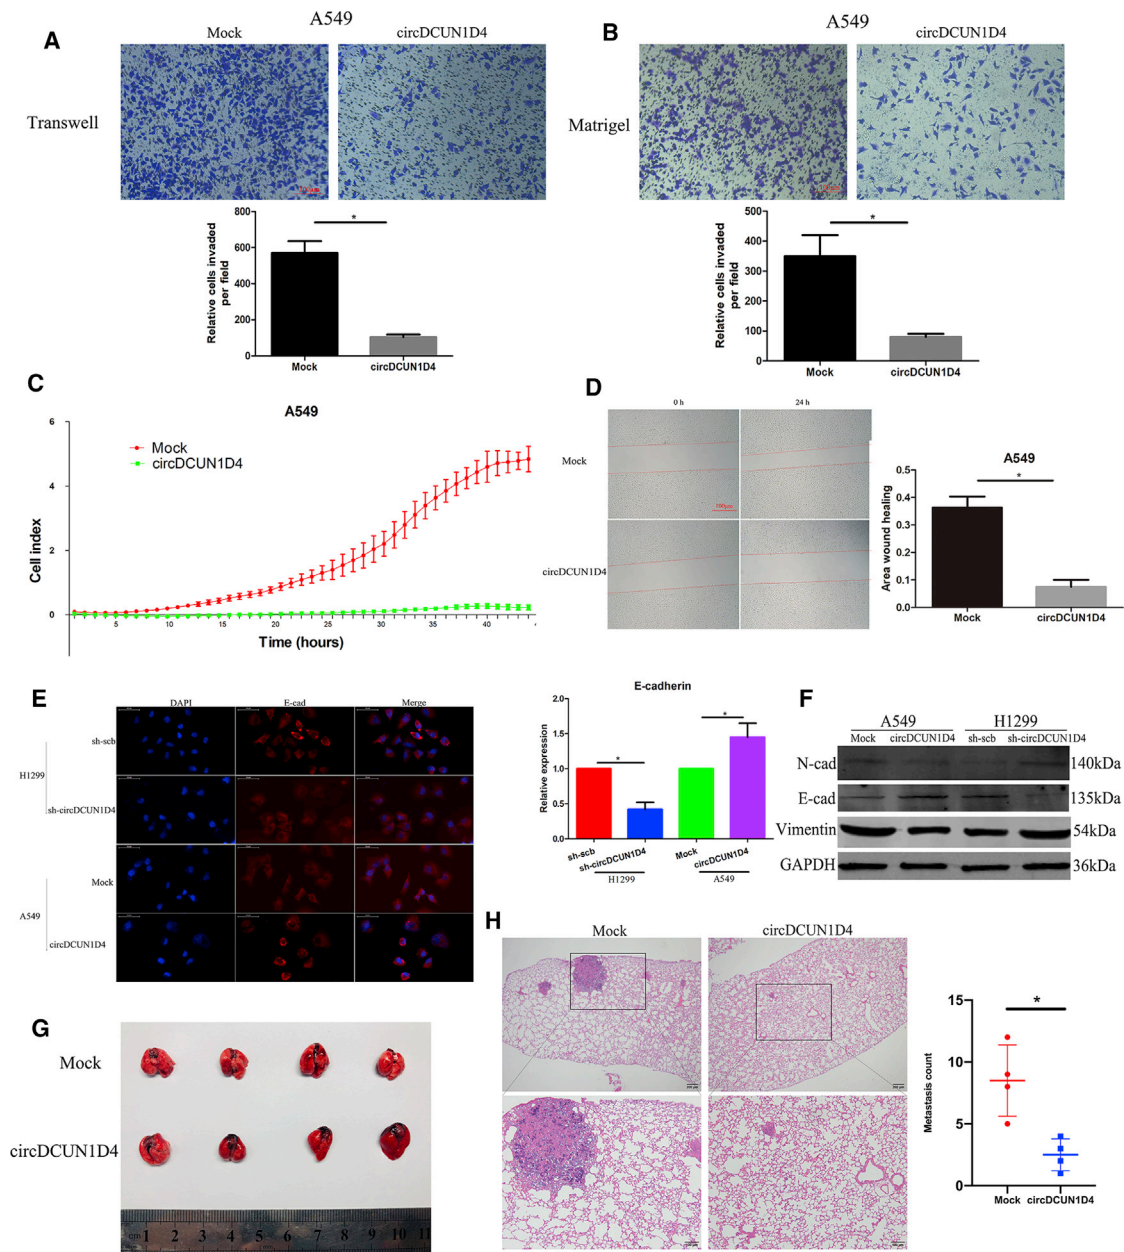 A
A549
Mock
circDCUN1D4
Transwell
Relative cells invaded
per field
800
600
400
200
0
*
Mock
circDCUN1D4
B
A549
circDCUN1D4
Matrigel
Relative cells invaded
per field
500
400
300
200
100
0
*
Mock
circDCUN1D4
C
A549
Mock
circDCUN1D4
Cell index
6
4
2
0
5
10
15
20
25
30
35
40
Time (hours)
D
0 h
24 h
Mock
100μm
circDCUN1D4
A549
Area wound healing
0.5
0.4
0.3
0.2
0.1
0.0
*
Mock
circDCUN1D4
E
DAPI
E-cad
Merge
H1299
sh-scb
sh-circDCUN1D4
A549
Mock
circDCUN1D4
E-cadherin
Relative expression
2.0
1.5
1.0
0.5
0.0
*
*
sh-scb
sh-circDCUN1D4
Mock
circDCUN1D4
H1299
A549
F
A549
H1299
Mock
circDCUN1D4
sh-scb
sh-circDCUN1D4
N-cad
140kDa
E-cad
135kDa
Vimentin
54kDa
GAPDH
36kDa
G
Mock
circDCUN1D4
cm 1 2 3 4 5 6 7 8 9 10 11
H
Mock
circDCUN1D4
Metastasis count
15
10
5
0
*
Mock
circDCUN1D4